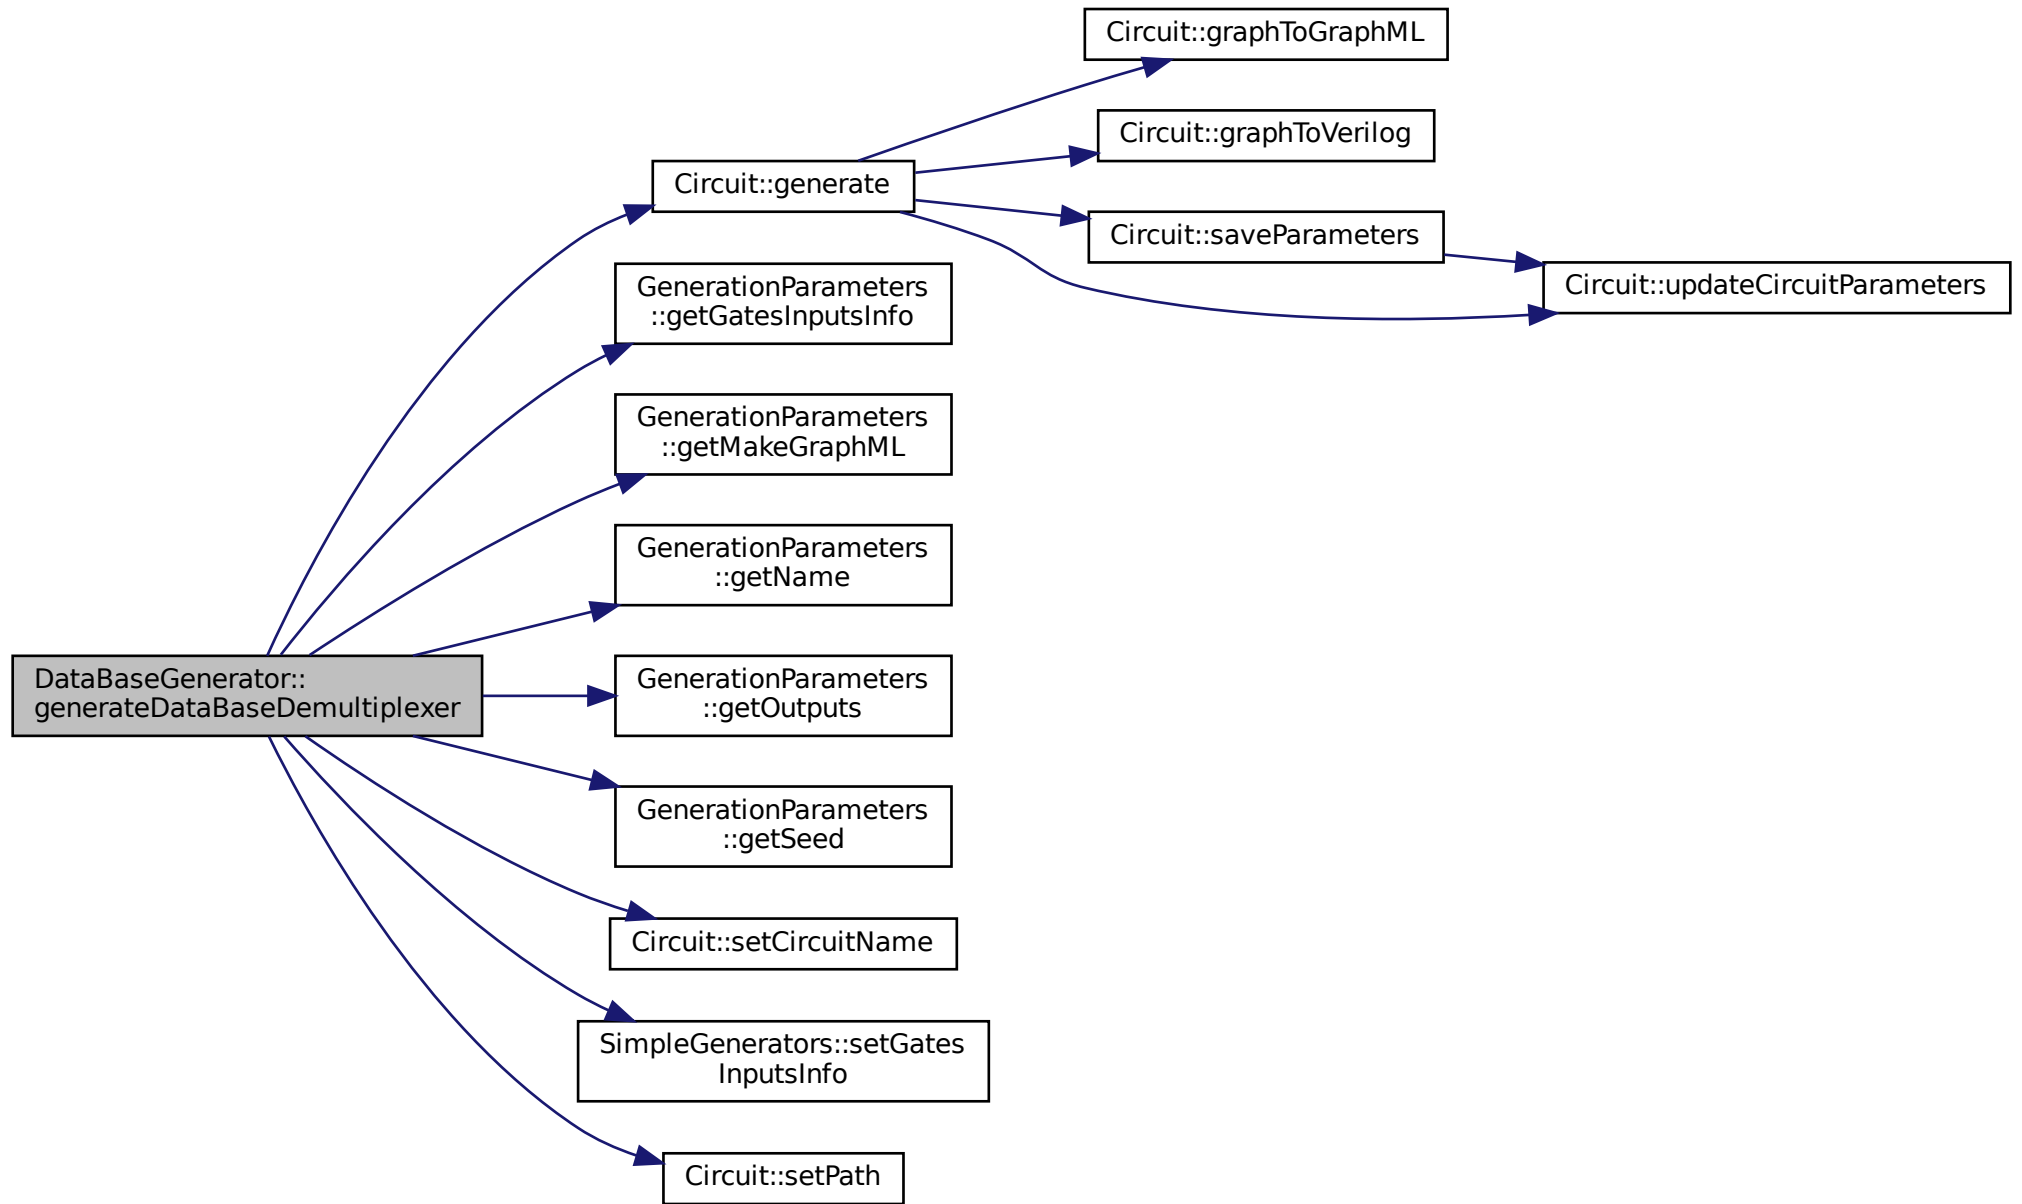 Circuit::graphToGraphML
Circuit::graphToVerilog
Circuit::generate
Circuit::saveParameters
Circuit::updateCircuitParameters
GenerationParameters
::getGatesInputsInfo
GenerationParameters
::getMakeGraphML
GenerationParameters
::getName
DataBaseGenerator::
generateDataBaseDemultiplexer
GenerationParameters
::getOutputs
GenerationParameters
::getSeed
Circuit::setCircuitName
SimpleGenerators::setGates
InputsInfo
Circuit::setPath